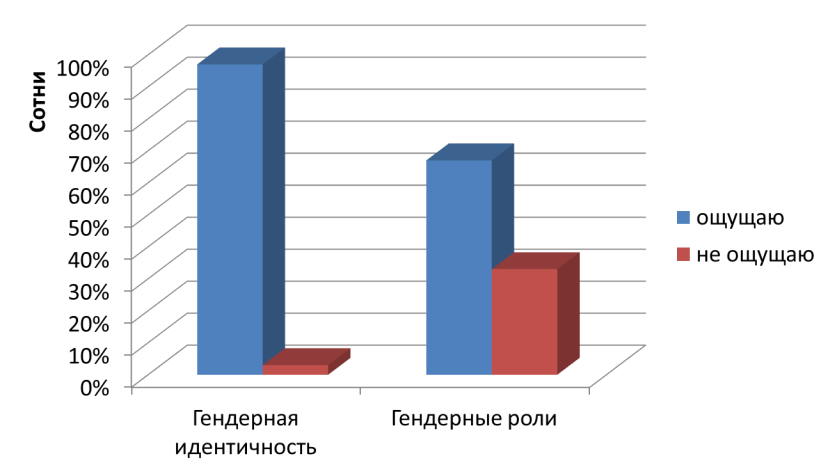 Сотни
100%
90%
80%
70%
60%
50%
40%
30%
20%
10%
0%
Гендерная
идентичность
Гендерные роли
ощущаю
не ощущаю